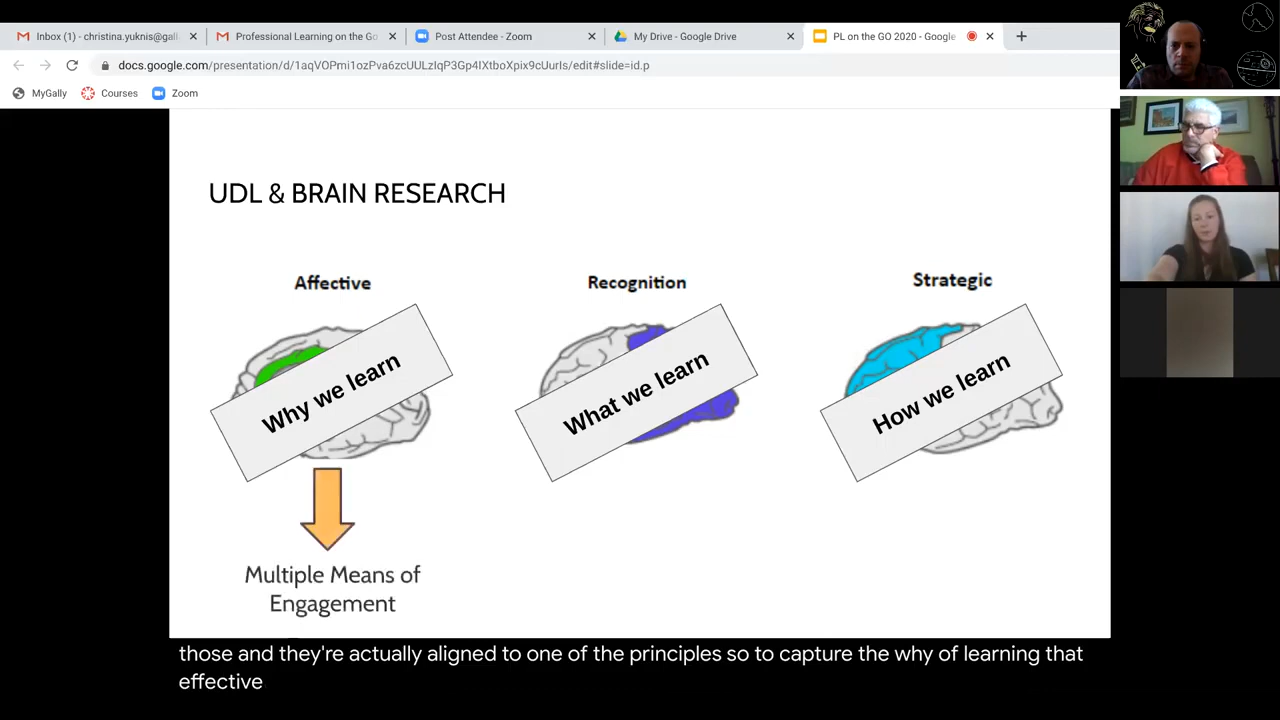 Inbox (1) - christina.yuknis@gal
Professional Learning on the Go
Post Attendee - Zoom
My Drive - Google Drive
PL on the GO 2020 - Google
docs.google.com/presentation/d/1aqVOPmi1ozPva6zcUULzIqP3Gp4IXtboXpix9cUurIs/edit#slide=id.p
MyGally
Courses
Zoom
UDL & BRAIN RESEARCH
Affective
Recognition
Strategic
Why we learn
What we learn
How we learn
Multiple Means of
Engagement
those and they're actually aligned to one of the principles so to capture the why of learning that
effective